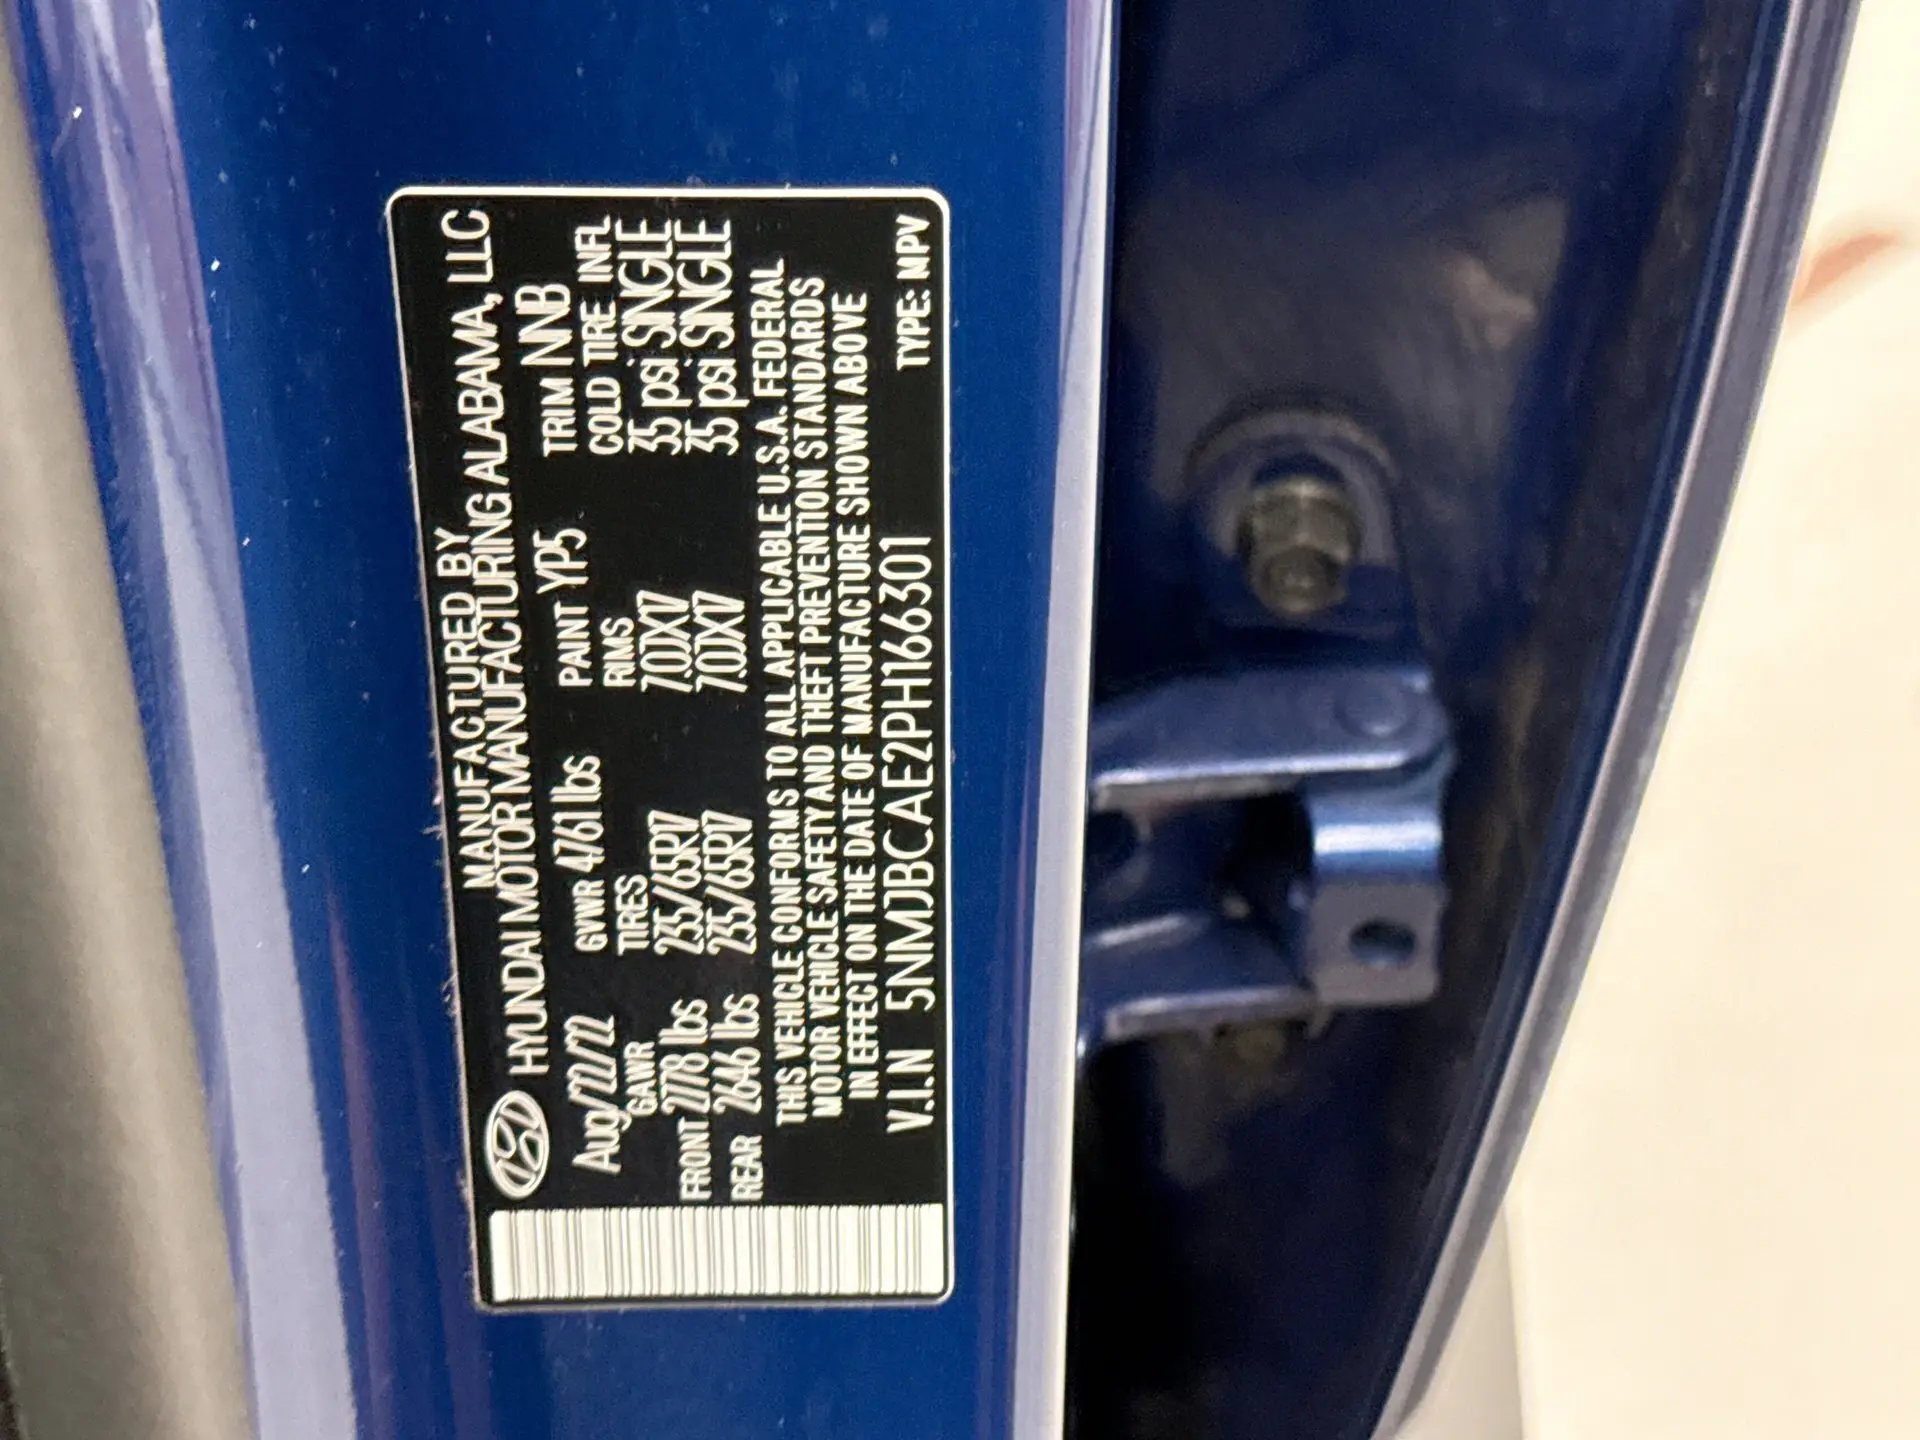 MANUFACTURED BY
HYUNDAI MOTOR MANUFACTURING ALABAMA, LLC
Aug/12/22 GVWR 4761 lbs PAINT YP5 TRIM NNB
GAWR TIRES RIMS COLD TIRE INFL
FRONT 2778 lbs 235/65R17 7.0JX17 35 psi SINGLE
REAR 2646 lbs 235/65R17 7.0JX17 35 psi SINGLE
THIS VEHICLE CONFORMS TO ALL APPLICABLE U.S.A. FEDERAL
MOTOR VEHICLE SAFETY AND THEFT PREVENTION STANDARDS
IN EFFECT ON THE DATE OF MANUFACTURE SHOWN ABOVE
V.I.N 5NMJBCAE2PH166301 TYPE: MPV